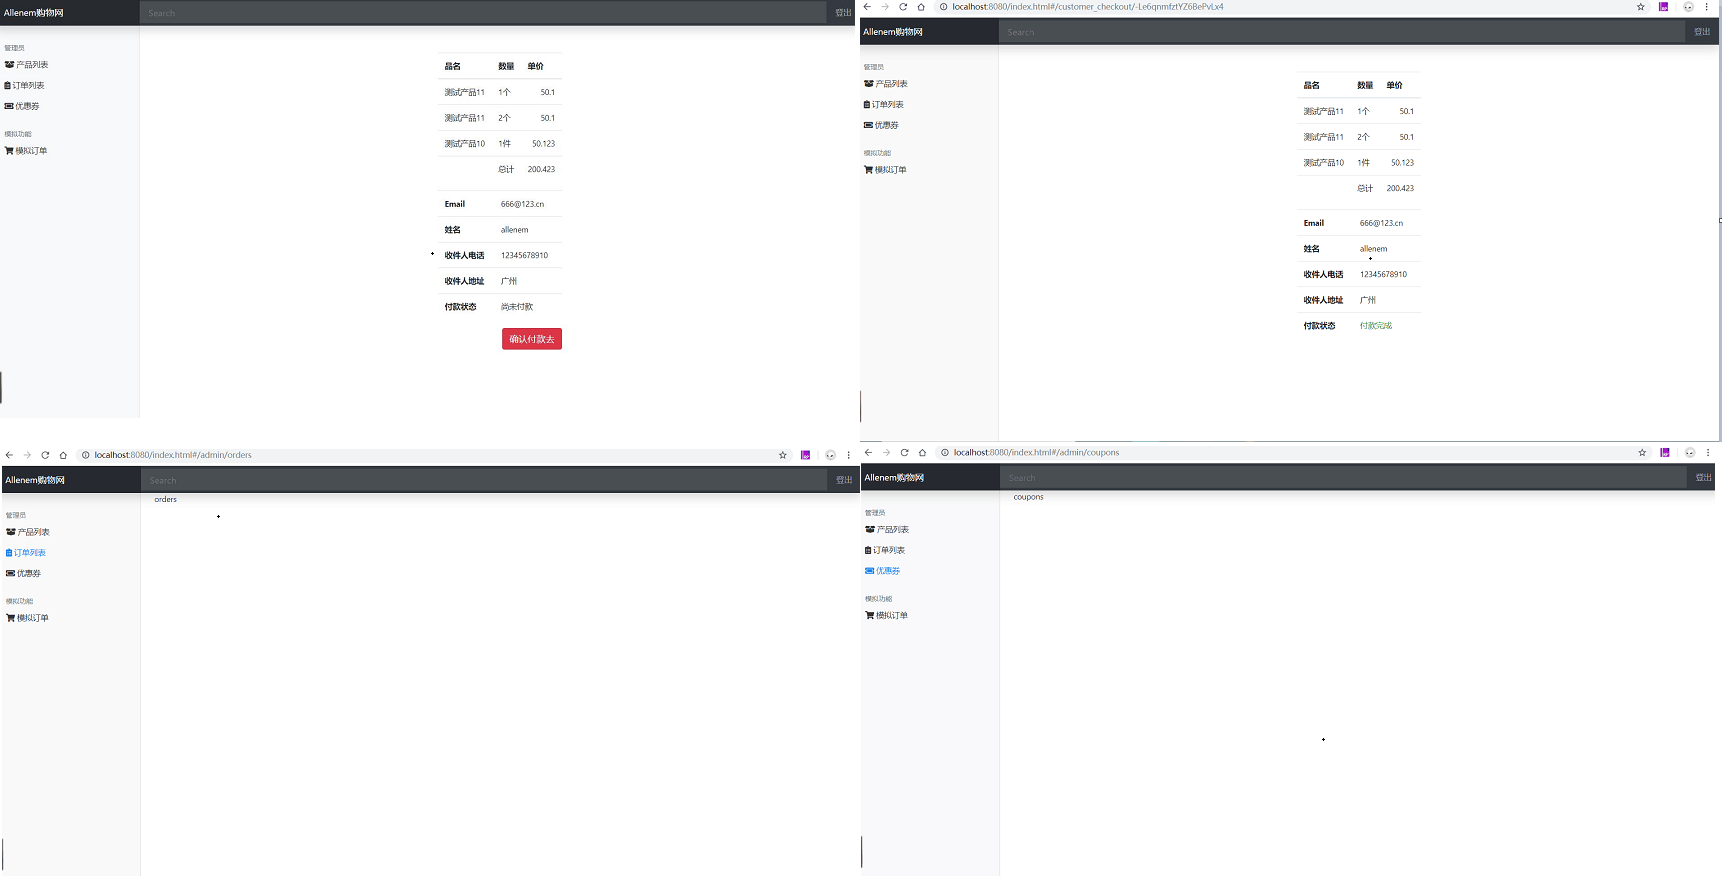 Allenem购物网 Search 登出
管理员
产品列表
订单列表
优惠券
模拟功能
模拟订单
品名 数量 单价
测试产品11 1个 50.1
测试产品11 2个 50.1
测试产品10 1件 50.123
总计 200.423
Email 666@123.cn
姓名 allenem
收件人电话 12345678910
收件人地址 广州
付款状态 尚未付款
确认付款去
localhost:8080/index.html#/customer_checkout/-Le6qnmfztYZ6BePvLx4
Allenem购物网 Search 登出
管理员
产品列表
订单列表
优惠券
模拟功能
模拟订单
品名 数量 单价
测试产品11 1个 50.1
测试产品11 2个 50.1
测试产品10 1件 50.123
总计 200.423
Email 666@123.cn
姓名 allenem
收件人电话 12345678910
收件人地址 广州
付款状态 付款完成
localhost:8080/index.html#/admin/orders
Allenem购物网 Search 登出
orders
管理员
产品列表
订单列表
优惠券
模拟功能
模拟订单
localhost:8080/index.html#/admin/coupons
Allenem购物网 Search 登出
coupons
管理员
产品列表
订单列表
优惠券
模拟功能
模拟订单